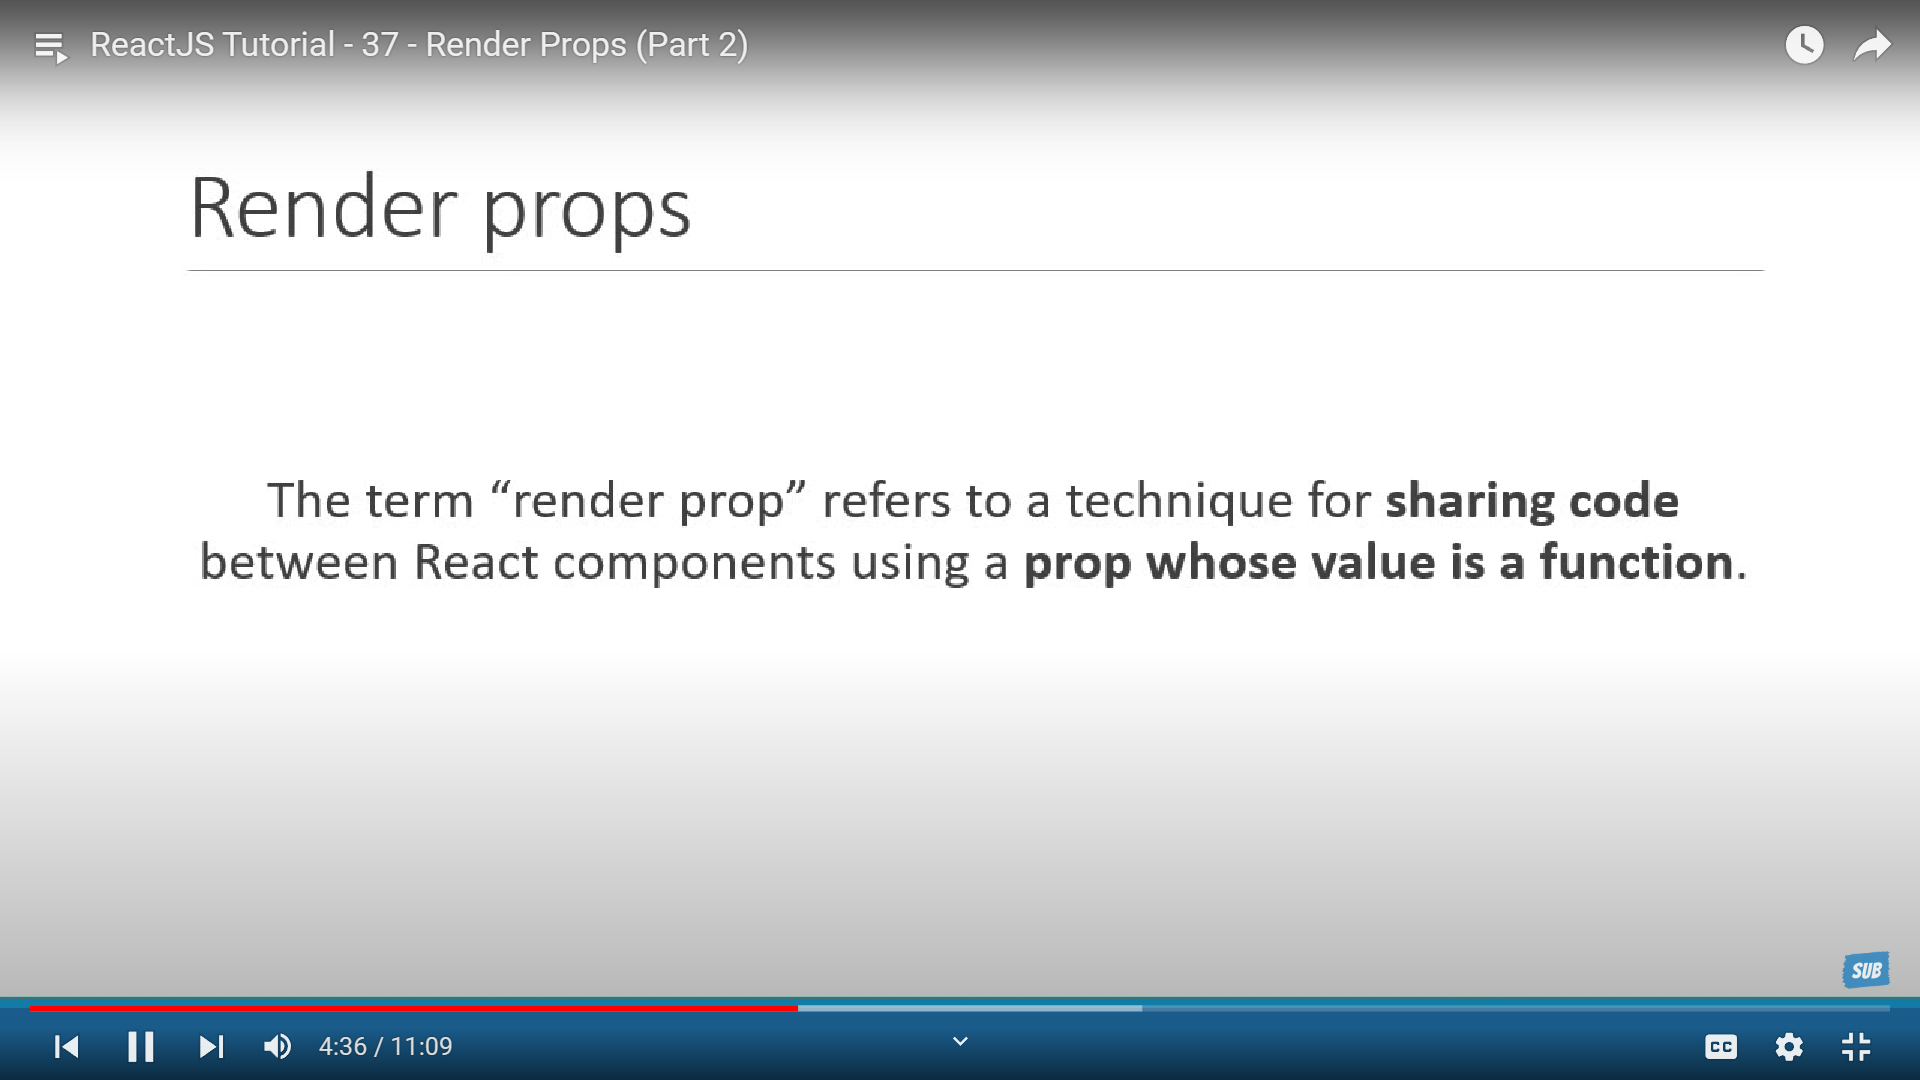 ReactJS Tutorial - 37 - Render Props (Part 2)
Render props
The term “render prop” refers to a technique for sharing code
between React components using a prop whose value is a function.
SUB
4:36 / 11:09
CC